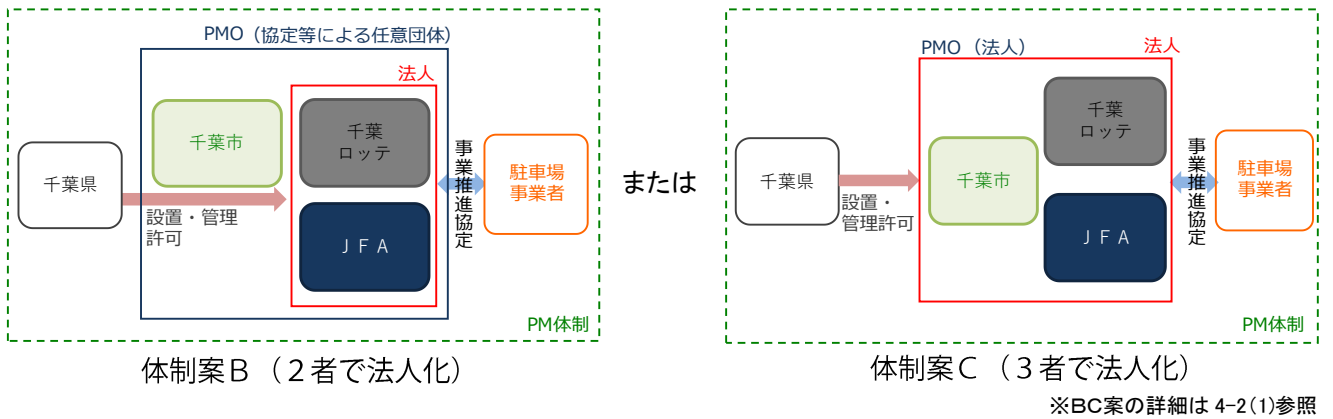 PMO（協定等による任意団体）
法人
千葉県
千葉市
千葉
ロッテ
ＪＦＡ
設置・管理
許可
事業推進協定
駐車場
事業者
PM体制
体制案Ｂ（２者で法人化）
または
PMO（法人）
法人
千葉県
設置・
管理許可
千葉市
千葉
ロッテ
ＪＦＡ
事業推進協定
駐車場
事業者
PM体制
体制案Ｃ（３者で法人化）
※BC案の詳細は 4-2(1)参照